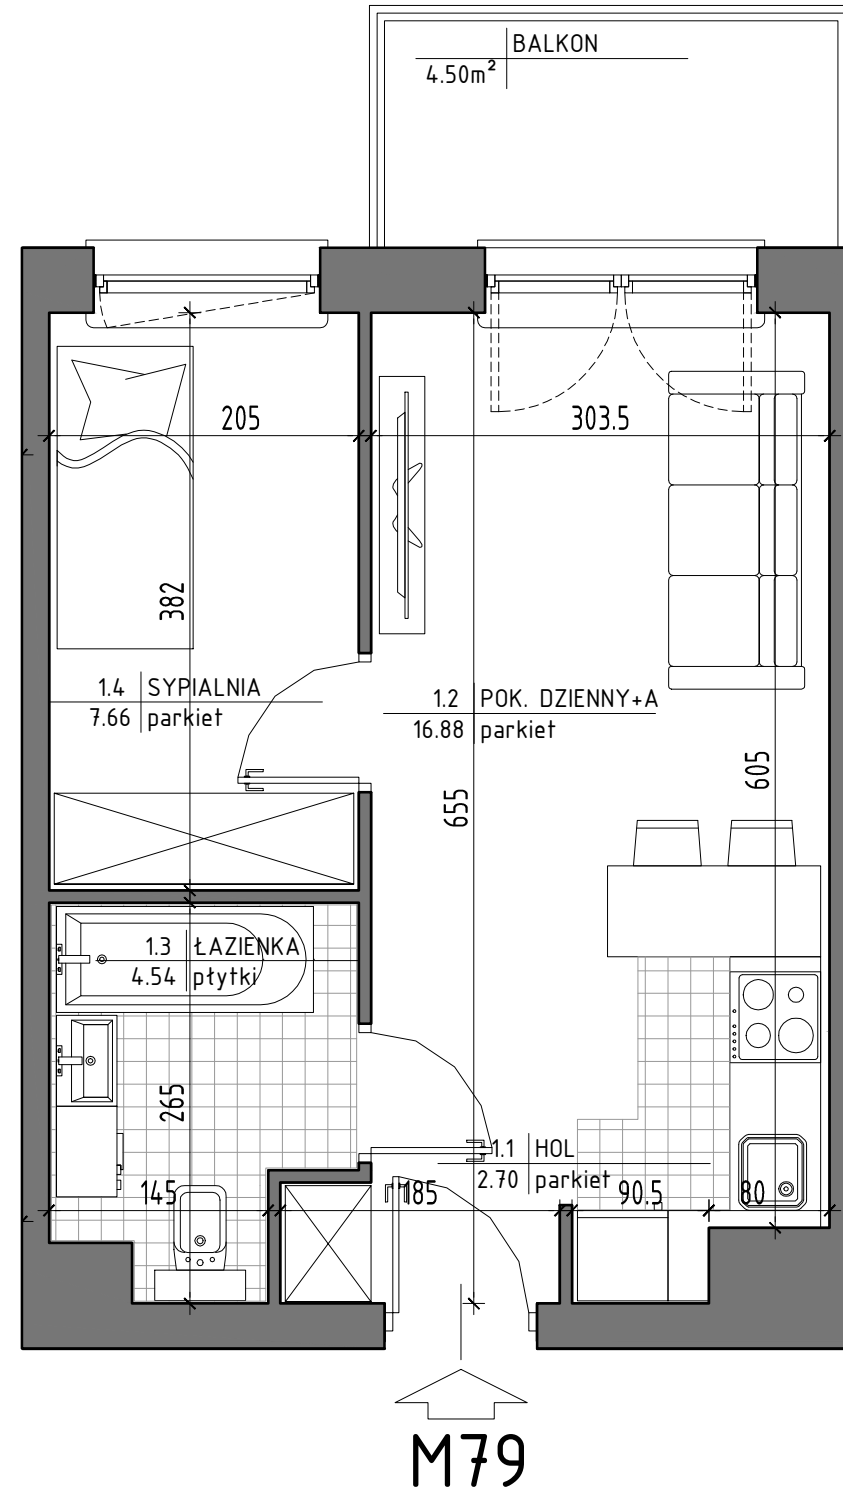 BALKON
4.50m²
205
303.5
382
1.4 SYPIALNIA
7.66 parkiet
1.2 POK. DZIENNY+A
16.88 parkiet
655
605
1.3 ŁAZIENKA
4.54 płytki
265
1.1 HOL
2.70 parkiet
145
185
90.5
80
M79